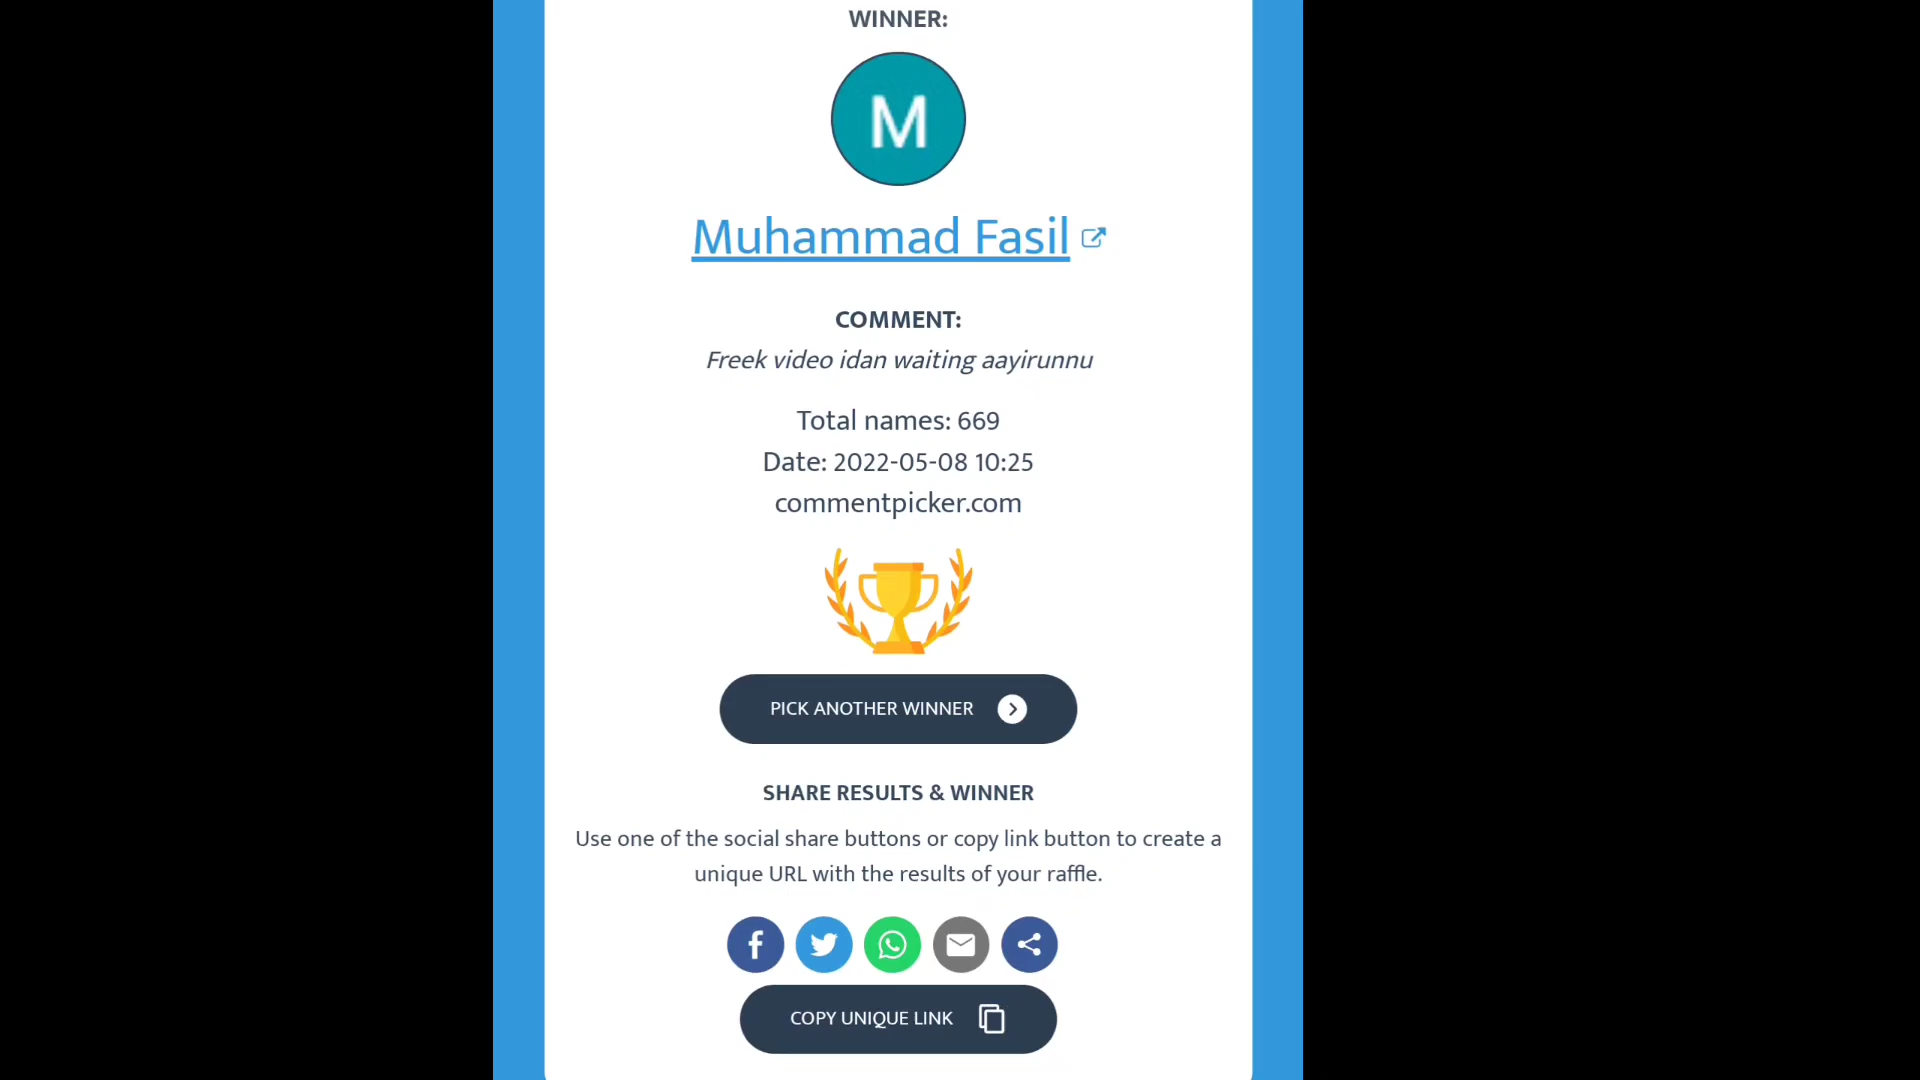 WINNER:
M
Muhammad Fasil
COMMENT:
Freek video idan waiting aayirunnu
Total names: 669
Date: 2022-05-08 10:25
commentpicker.com
PICK ANOTHER WINNER
SHARE RESULTS & WINNER
Use one of the social share buttons or copy link button to create a
unique URL with the results of your raffle.
COPY UNIQUE LINK